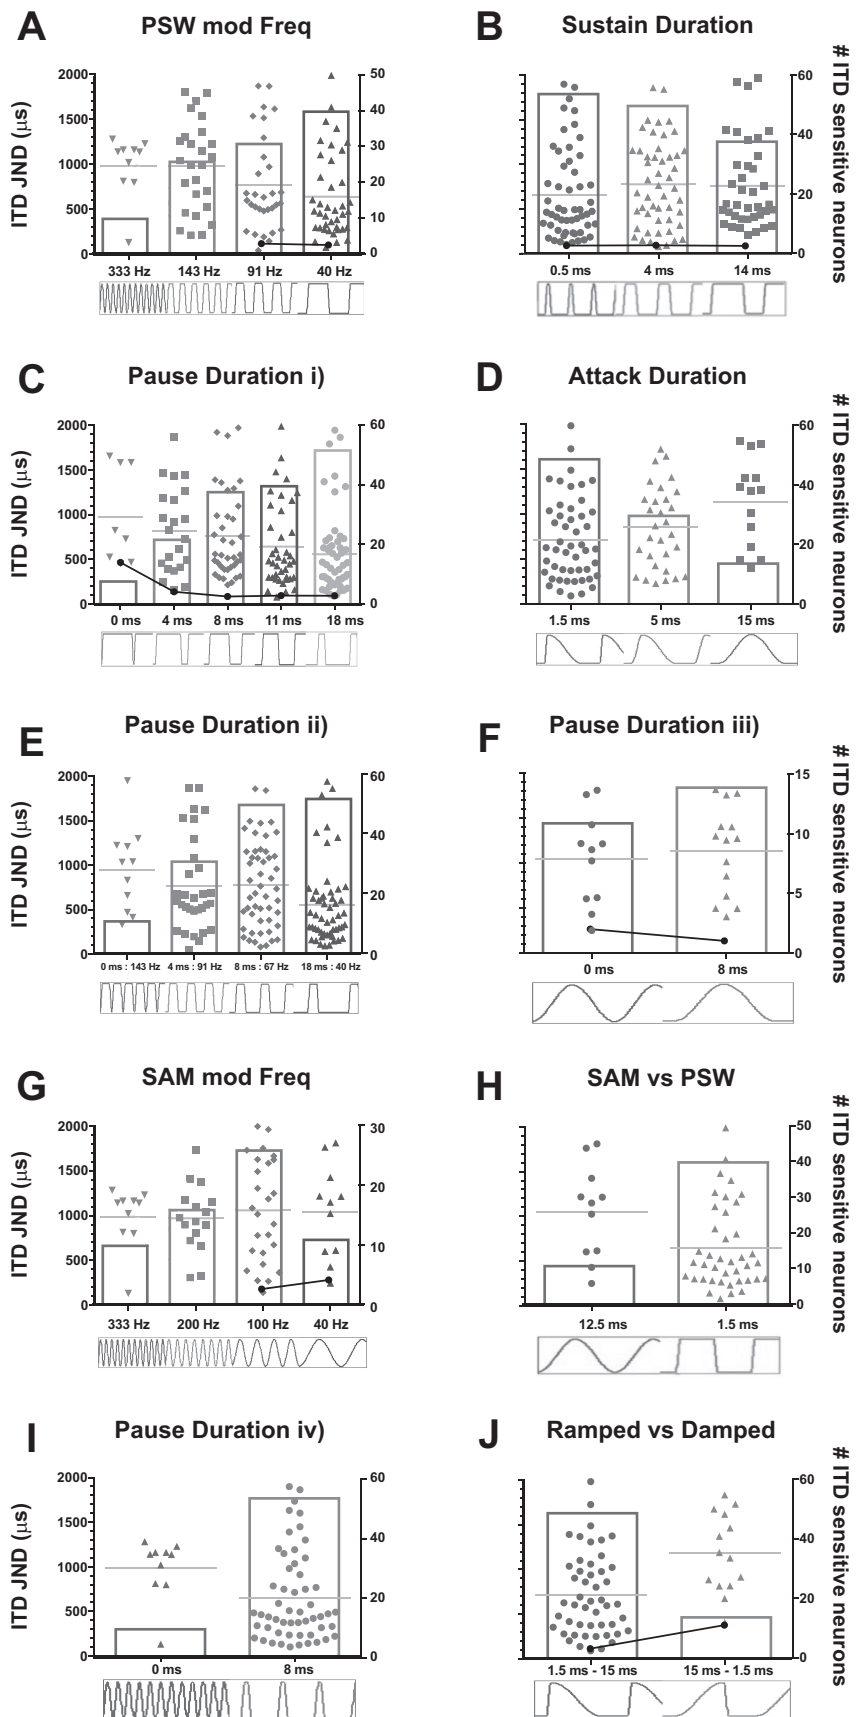 A PSW mod Freq
ITD JND (µs)
2000
1500
1000
500
0
50
40
30
20
10
0
333 Hz 143 Hz 91 Hz 40 Hz
B Sustain Duration
60
40
20
0
# ITD sensitive neurons
0.5 ms 4 ms 14 ms
C Pause Duration i)
ITD JND (µs)
2000
1500
1000
500
0
60
40
20
0
0 ms 4 ms 8 ms 11 ms 18 ms
D Attack Duration
60
40
20
0
# ITD sensitive neurons
1.5 ms 5 ms 15 ms
E Pause Duration ii)
ITD JND (µs)
2000
1500
1000
500
0
60
40
20
0
0 ms : 143 Hz 4 ms : 91 Hz 8 ms : 67 Hz 18 ms : 40 Hz
F Pause Duration iii)
15
10
5
0
# ITD sensitive neurons
0 ms 8 ms
G SAM mod Freq
ITD JND (µs)
2000
1500
1000
500
0
30
20
10
0
333 Hz 200 Hz 100 Hz 40 Hz
H SAM vs PSW
50
40
30
20
10
0
# ITD sensitive neurons
12.5 ms 1.5 ms
I Pause Duration iv)
ITD JND (µs)
2000
1500
1000
500
0
60
40
20
0
0 ms 8 ms
J Ramped vs Damped
60
40
20
0
# ITD sensitive neurons
1.5 ms - 15 ms 15 ms - 1.5 ms